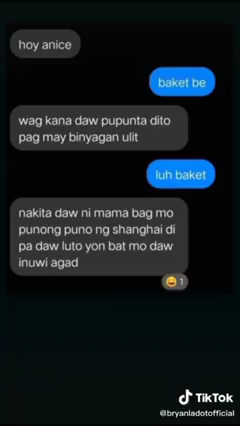 hoy anice
baket be
wag kana daw pupunta dito
pag may binyagan ulit
luh baket
nakita daw ni mama bag mo
punong puno ng shanghai di
pa daw luto yon bat mo daw
inuwi agad
😆 1
TikTok
@bryanladotofficial